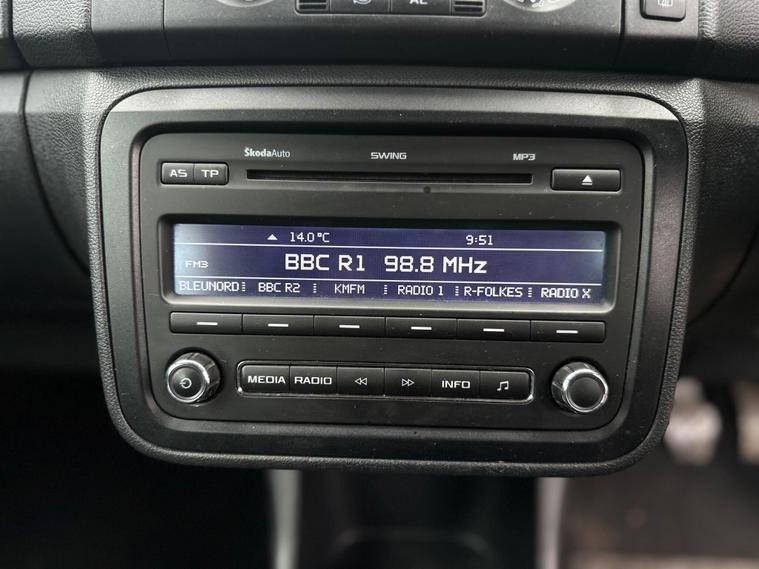 AC
ŠkodaAuto SWING MP3
AS TP
14.0°C 9:51
FM3 BBC R1 98.8 MHz
BLEUNORD BBC R2 KMFM RADIO 1 R-FOLKES RADIO X
MEDIA RADIO INFO